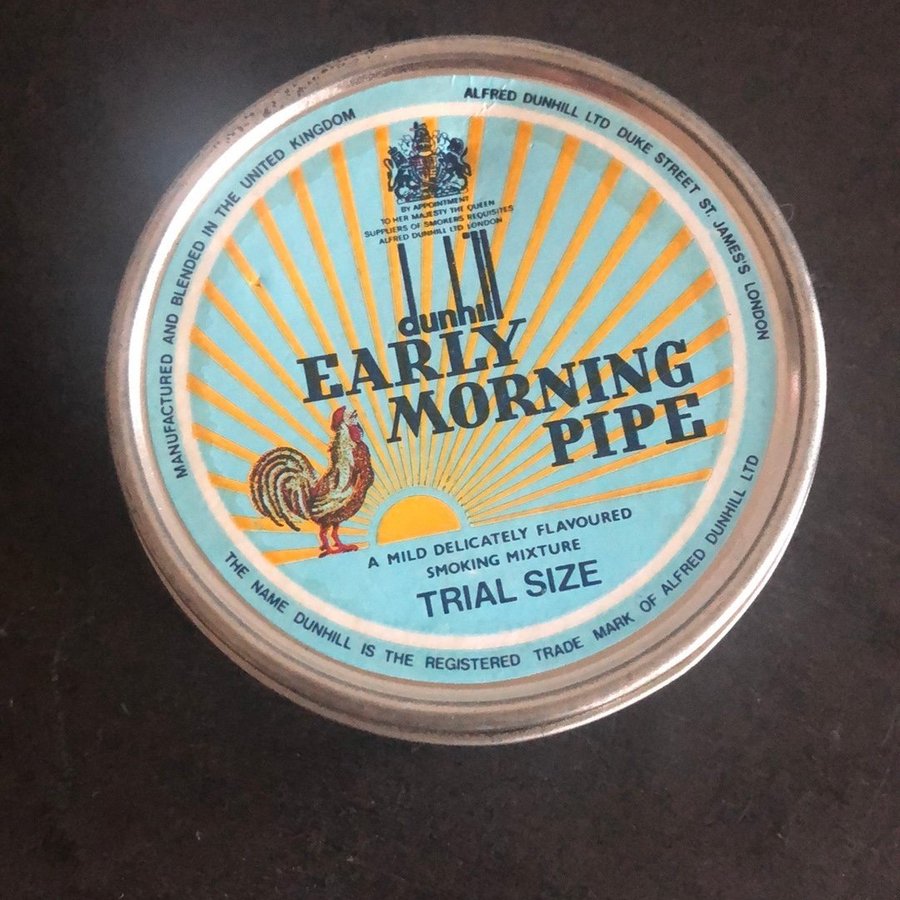 MANUFACTURED AND BLENDED IN THE UNITED KINGDOM
ALFRED DUNHILL LTD DUKE STREET ST. JAMES'S LONDON
BY APPOINTMENT
TO HER MAJESTY THE QUEEN
SUPPLIERS OF SMOKERS REQUISITES
ALFRED DUNHILL LTD LONDON
dunhill
EARLY
MORNING
PIPE
A MILD DELICATELY FLAVOURED
SMOKING MIXTURE
TRIAL SIZE
THE NAME DUNHILL IS THE REGISTERED TRADE MARK OF ALFRED DUNHILL LTD